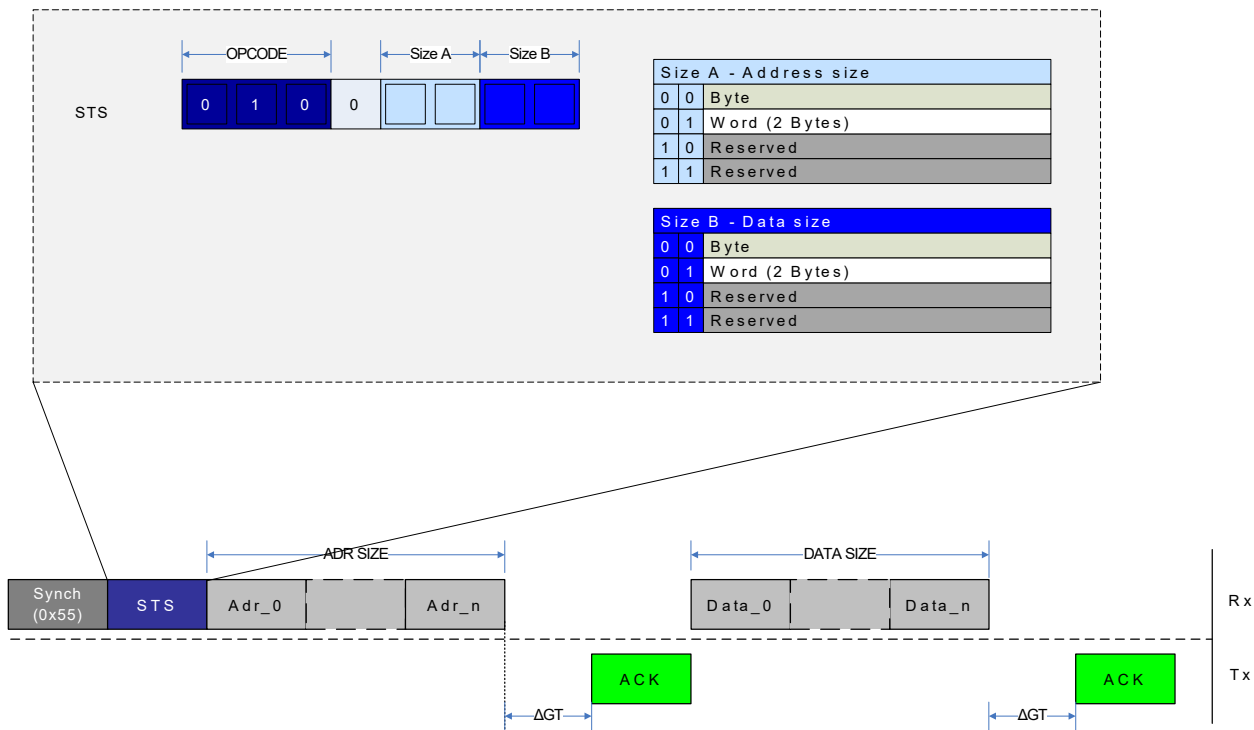 OPCODE Size A Size B
STS 0 1 0 0
Size A - Address size
0 0 Byte
0 1 Word (2 Bytes)
1 0 Reserved
1 1 Reserved
Size B - Data size
0 0 Byte
0 1 Word (2 Bytes)
1 0 Reserved
1 1 Reserved
ADR SIZE DATA SIZE
Synch
(0x55)
STS Adr_0 Adr_n Data_0 Data_n Rx
ACK ACK Tx
ΔGT ΔGT